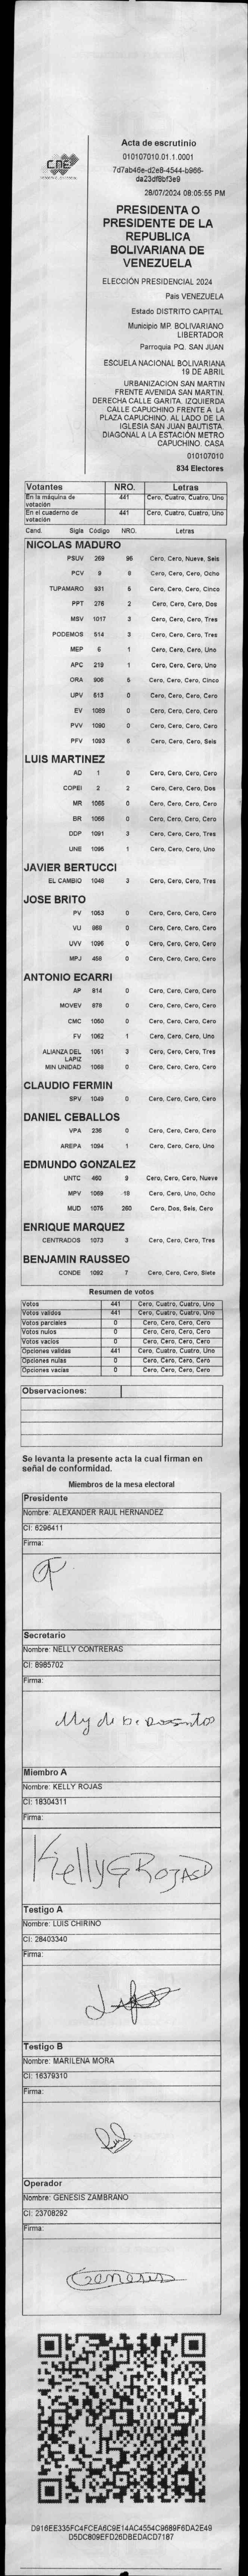 CNE
Acta de escrutinio
010107010.01.1.0001
7d7ab46e-d2e8-4544-b966-
da23df9bf3e9
28/07/2024 08:05:55 PM
PRESIDENTA O
PRESIDENTE DE LA
REPUBLICA
BOLIVARIANA DE
VENEZUELA
ELECCIÓN PRESIDENCIAL 2024
Pais VENEZUELA
Estado DISTRITO CAPITAL
Municipio MP. BOLIVARIANO
LIBERTADOR
Parroquia PQ. SAN JUAN
ESCUELA NACIONAL BOLIVARIANA
19 DE ABRIL
URBANIZACION SAN MARTIN
FRENTE AVENIDA SAN MARTIN.
DERECHA CALLE GARITA. IZQUIERDA
CALLE CAPUCHINO FRENTE A LA
PLAZA CAPUCHINO. AL LADO DE LA
IGLESIA SAN JUAN BAUTISTA.
DIAGONAL A LA ESTACIÓN METRO
CAPUCHINO. CASA
010107010
834 Electores
Votantes NRO. Letras
En la máquina de votación 441 Cero, Cuatro, Cuatro, Uno
En el cuaderno de votación 441 Cero, Cuatro, Cuatro, Uno
Cand. Sigla Código NRO. Letras
NICOLAS MADURO
PSUV 269 96 Cero, Cero, Nueve, Seis
PCV 8 8 Cero, Cero, Cero, Ocho
TUPAMARO 931 5 Cero, Cero, Cero, Cinco
PPT 276 2 Cero, Cero, Cero, Dos
MSV 1017 3 Cero, Cero, Cero, Tres
PODEMOS 514 3 Cero, Cero, Cero, Tres
MEP 6 1 Cero, Cero, Cero, Uno
APC 219 1 Cero, Cero, Cero, Uno
ORA 906 5 Cero, Cero, Cero, Cinco
UPV 613 0 Cero, Cero, Cero, Cero
EV 1089 0 Cero, Cero, Cero, Cero
PVV 1090 0 Cero, Cero, Cero, Cero
PFV 1093 6 Cero, Cero, Cero, Seis
LUIS MARTINEZ
AD 1 0 Cero, Cero, Cero, Cero
COPEI 2 2 Cero, Cero, Cero, Dos
MR 1065 0 Cero, Cero, Cero, Cero
BR 1066 0 Cero, Cero, Cero, Cero
DDP 1091 3 Cero, Cero, Cero, Tres
UNE 1095 1 Cero, Cero, Cero, Uno
JAVIER BERTUCCI
EL CAMBIO 1048 3 Cero, Cero, Cero, Tres
JOSE BRITO
PV 1053 0 Cero, Cero, Cero, Cero
VU 868 0 Cero, Cero, Cero, Cero
UVV 1096 0 Cero, Cero, Cero, Cero
MPJ 458 0 Cero, Cero, Cero, Cero
ANTONIO ECARRI
AP 814 0 Cero, Cero, Cero, Cero
MOVEV 878 0 Cero, Cero, Cero, Cero
CMC 1050 0 Cero, Cero, Cero, Cero
FV 1062 1 Cero, Cero, Cero, Uno
ALIANZA DEL LAPIZ 1051 3 Cero, Cero, Cero, Tres
MIN UNIDAD 1069 0 Cero, Cero, Cero, Cero
CLAUDIO FERMIN
SPV 1049 0 Cero, Cero, Cero, Cero
DANIEL CEBALLOS
VPA 236 0 Cero, Cero, Cero, Cero
AREPA 1094 1 Cero, Cero, Cero, Uno
EDMUNDO GONZALEZ
UNTC 460 9 Cero, Cero, Cero, Nueve
MPV 1069 18 Cero, Cero, Uno, Ocho
MUD 1076 260 Cero, Dos, Seis, Cero
ENRIQUE MARQUEZ
CENTRADOS 1073 3 Cero, Cero, Cero, Tres
BENJAMIN RAUSSEO
CONDE 1092 7 Cero, Cero, Cero, Siete
Resumen de votos
Votos 441 Cero, Cuatro, Cuatro, Uno
Votos validos 441 Cero, Cuatro, Cuatro, Uno
Votos parciales 0 Cero, Cero, Cero, Cero
Votos nulos 0 Cero, Cero, Cero, Cero
Votos vacios 0 Cero, Cero, Cero, Cero
Opciones validas 441 Cero, Cuatro, Cuatro, Uno
Opciones nulas 0 Cero, Cero, Cero, Cero
Opciones vacias 0 Cero, Cero, Cero, Cero
Observaciones:
Se levanta la presente acta la cual firman en
señal de conformidad.
Miembros de la mesa electoral
Presidente
Nombre: ALEXANDER RAUL HERNANDEZ
CI: 6296411
Firma:
Secretario
Nombre: NELLY CONTRERAS
CI: 8985702
Firma:
Miembro A
Nombre: KELLY ROJAS
CI: 18304311
Firma:
Kelly G Rojas D
Testigo A
Nombre: LUIS CHIRINO
CI: 28403340
Firma:
Testigo B
Nombre: MARILENA MORA
CI: 16379310
Firma:
Operador
Nombre: GENESIS ZAMBRANO
CI: 23708292
Firma:
Genesis
D916EE335FC4FCEA6C9E14AC4554C9689F6DA2E49
D5DC809EFD26DBEDACD7187